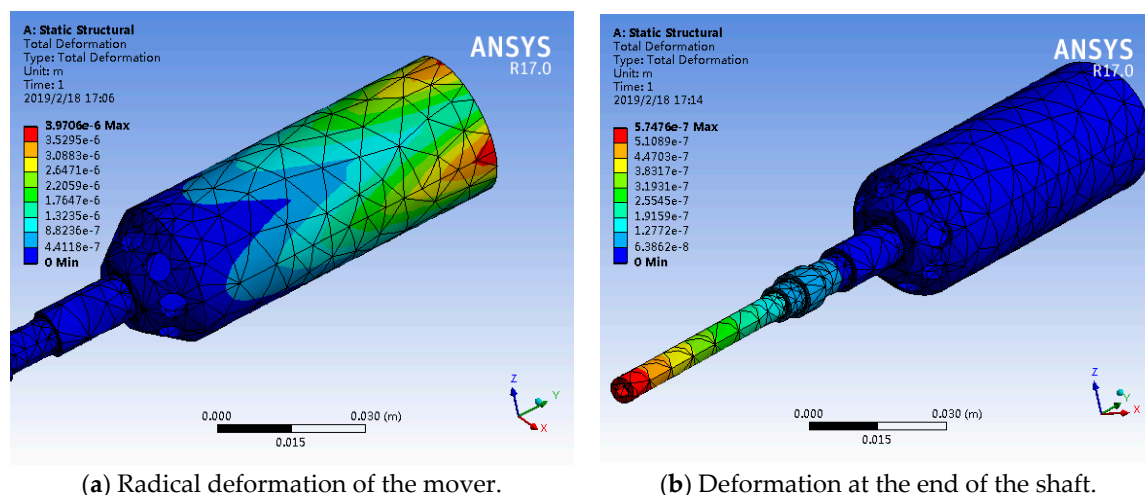 A: Static Structural
Total Deformation
Type: Total Deformation
Unit: m
Time: 1
2019/2/18 17:06
ANSYS
R17.0
3.9706e-6 Max
3.5295e-6
3.0883e-6
2.6471e-6
2.2059e-6
1.7647e-6
1.3235e-6
8.8236e-7
4.4118e-7
0 Min
Z
Y
X
0.000
0.030 (m)
0.015
(a) Radical deformation of the mover.
A: Static Structural
Total Deformation
Type: Total Deformation
Unit: m
Time: 1
2019/2/18 17:14
ANSYS
R17.0
5.7476e-7 Max
5.1089e-7
4.4703e-7
3.8317e-7
3.1931e-7
2.5545e-7
1.9159e-7
1.2772e-7
6.3862e-8
0 Min
Z
Y
X
0.000
0.030 (m)
0.015
(b) Deformation at the end of the shaft.